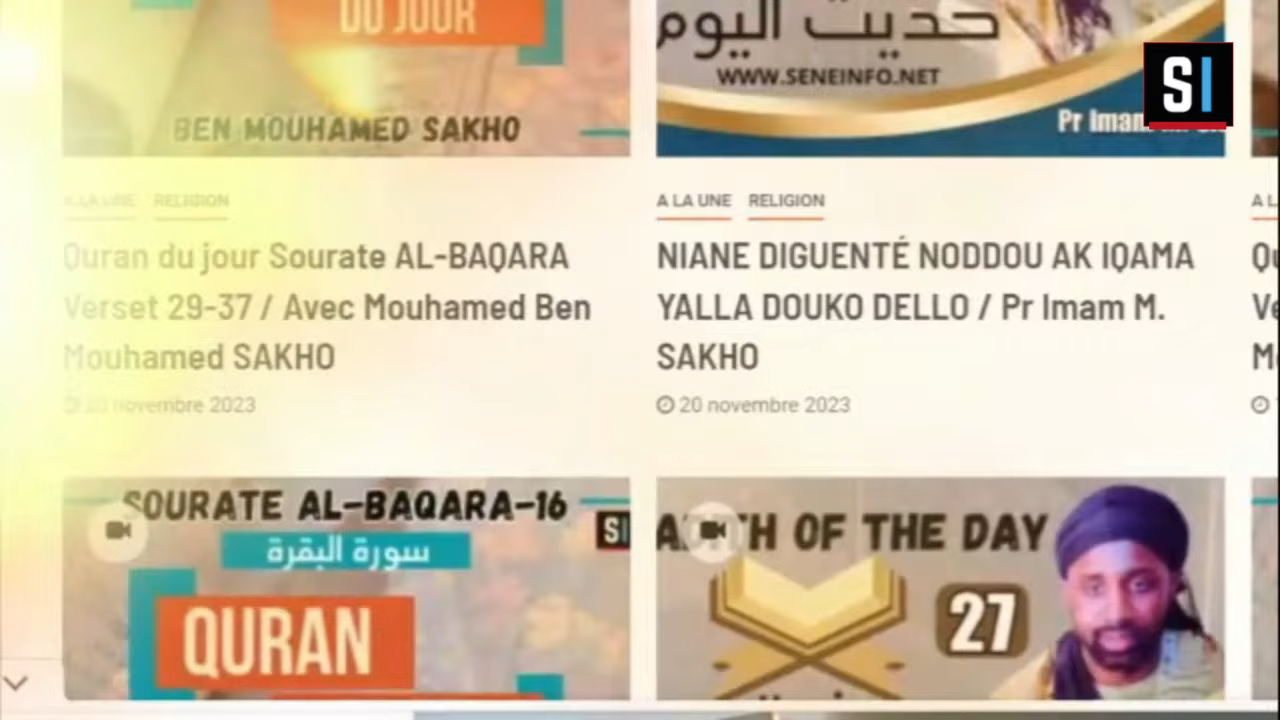 DU JOUR
BEN MOUHAMED SAKHO
حديث اليوم
WWW.SENEINFO.NET
Pr Imam
SI
A LA UNE RELIGION
Quran du jour Sourate AL-BAQARA
Verset 29-37 / Avec Mouhamed Ben
Mouhamed SAKHO
20 novembre 2023
A LA UNE RELIGION
NIANE DIGUENTÉ NODDOU AK IQAMA
YALLA DOUKO DELLO / Pr Imam M.
SAKHO
20 novembre 2023
SOURATE AL-BAQARA-16
سورة البقرة
SI
QURAN
OF THE DAY
27